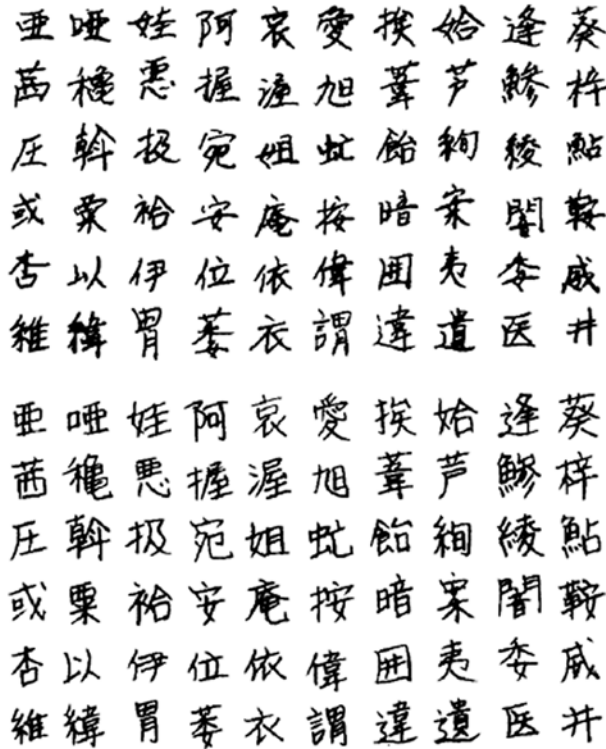 亜 唖 娃 阿 哀 愛 挨 姶 逢 葵
茜 穐 悪 握 渥 旭 葦 芦 鯵 梓
圧 斡 扱 宛 姐 虻 飴 絢 綾 鮎
或 粟 袷 安 庵 按 暗 案 闇 鞍
杏 以 伊 位 依 偉 囲 夷 委 威
維 緯 胃 萎 衣 謂 違 遺 医 井
亜 唖 娃 阿 哀 愛 挨 姶 逢 葵
茜 穐 悪 握 渥 旭 葦 芦 鯵 梓
圧 斡 扱 宛 姐 虻 飴 絢 綾 鮎
或 粟 袷 安 庵 按 暗 案 闇 鞍
杏 以 伊 位 依 偉 囲 夷 委 威
維 緯 胃 萎 衣 謂 違 遺 医 井